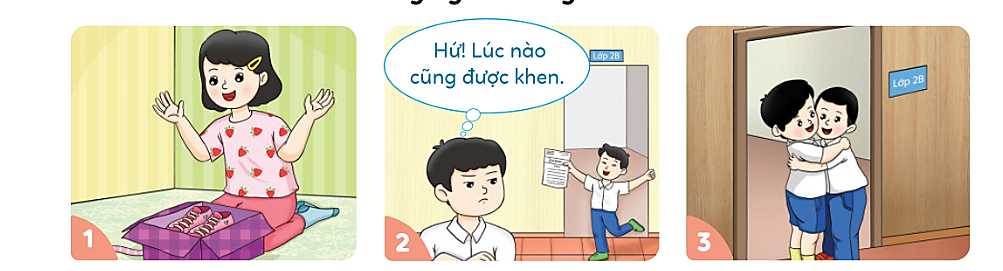 Hứ! Lúc nào
cũng được khen.
Lớp 2B
Lớp 2B
1
2
3